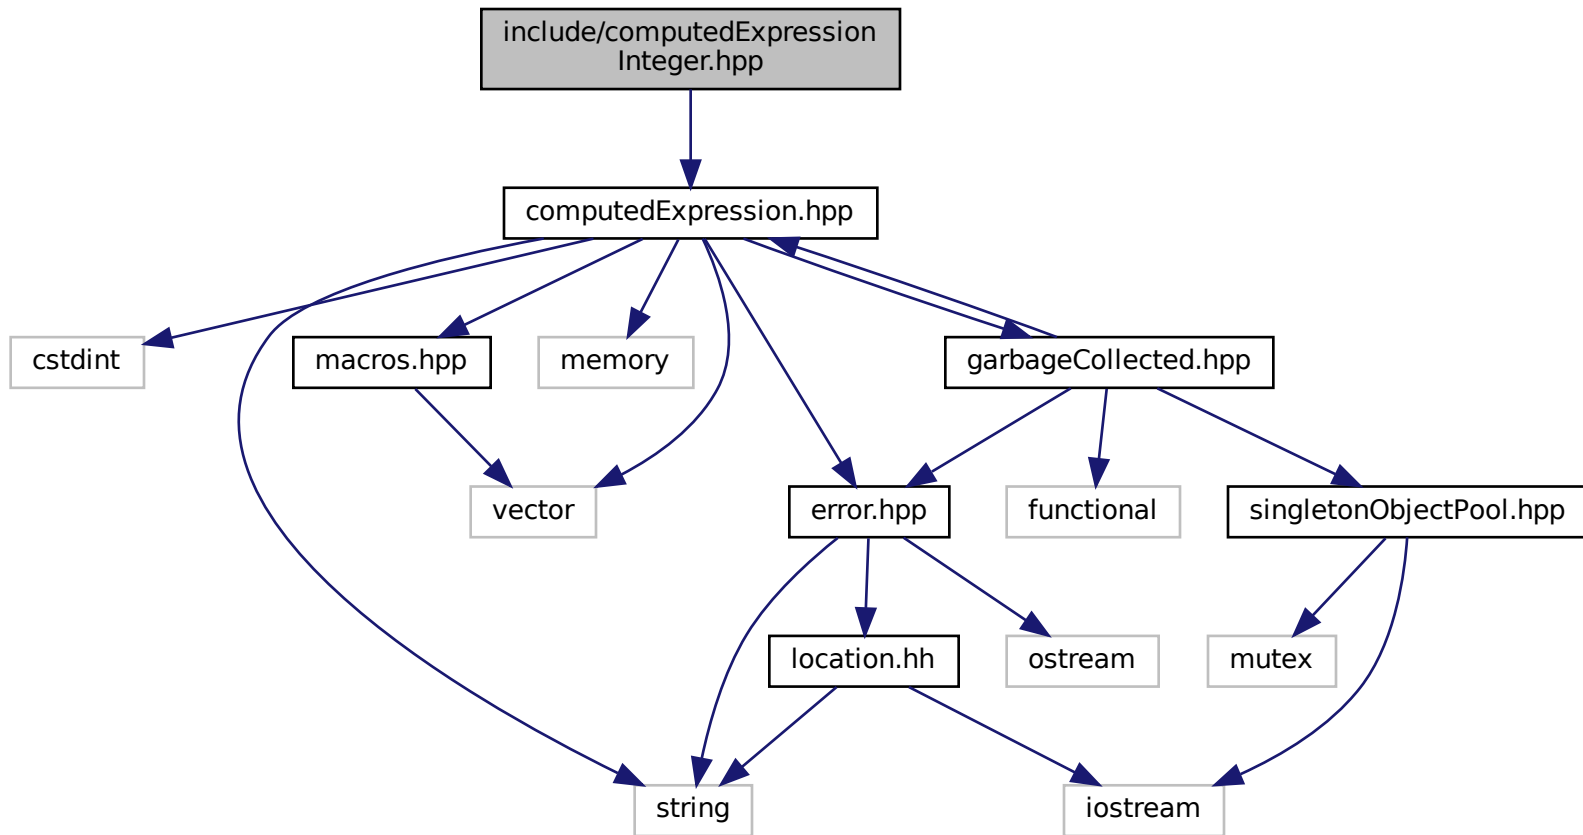 include/computedExpression
Integer.hpp
computedExpression.hpp
cstdint
macros.hpp
memory
garbageCollected.hpp
vector
error.hpp
functional
singletonObjectPool.hpp
location.hh
ostream
mutex
string
iostream